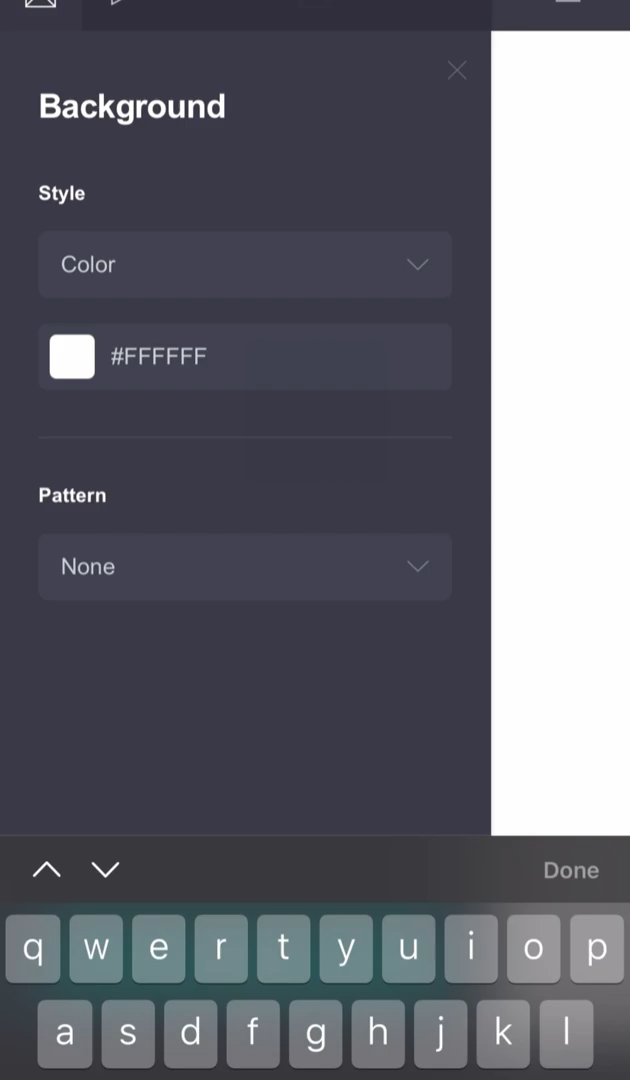 Background
Style
Color
#FFFFFF
Pattern
None
Done
q w e r t y u i o p
a s d f g h j k l